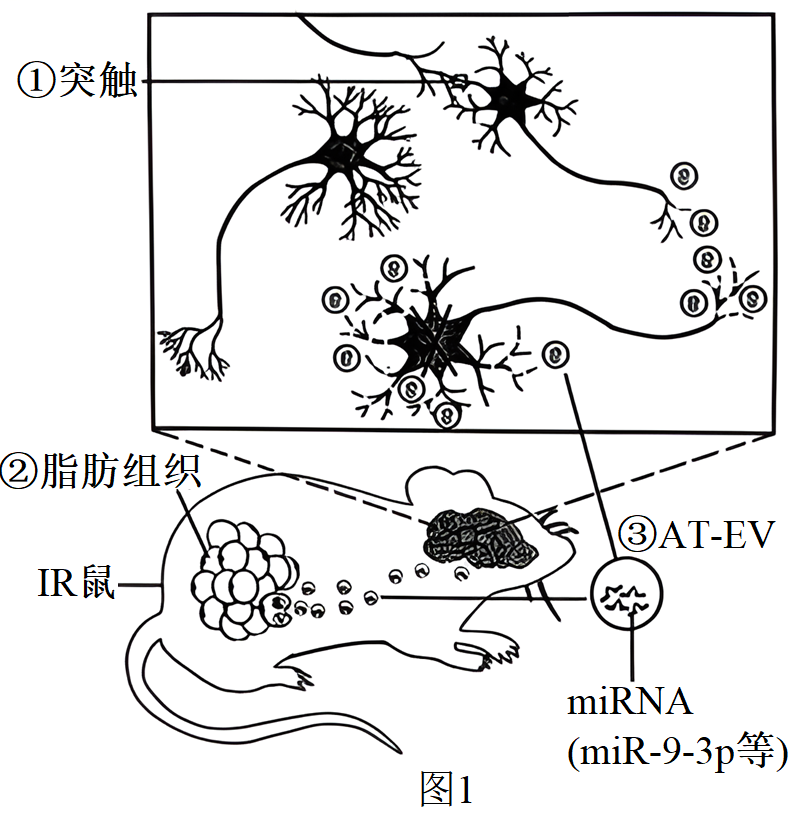 ①突触
②脂肪组织
③AT-EV
IR鼠
miRNA
(miR-9-3p等)
图1